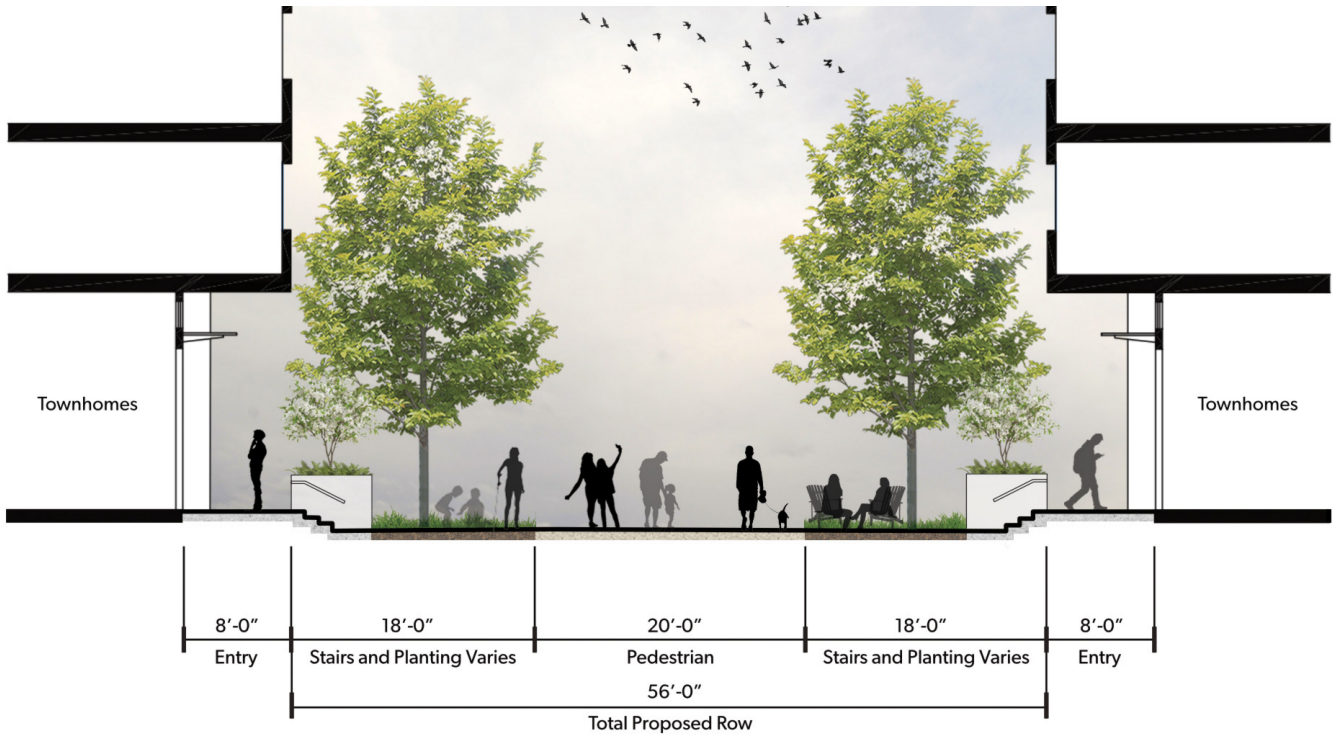 Townhomes
Townhomes
8’-0”
18’-0”
20’-0”
18’-0”
8’-0”
Entry
Stairs and Planting Varies
Pedestrian
Stairs and Planting Varies
Entry
56’-0”
Total Proposed Row